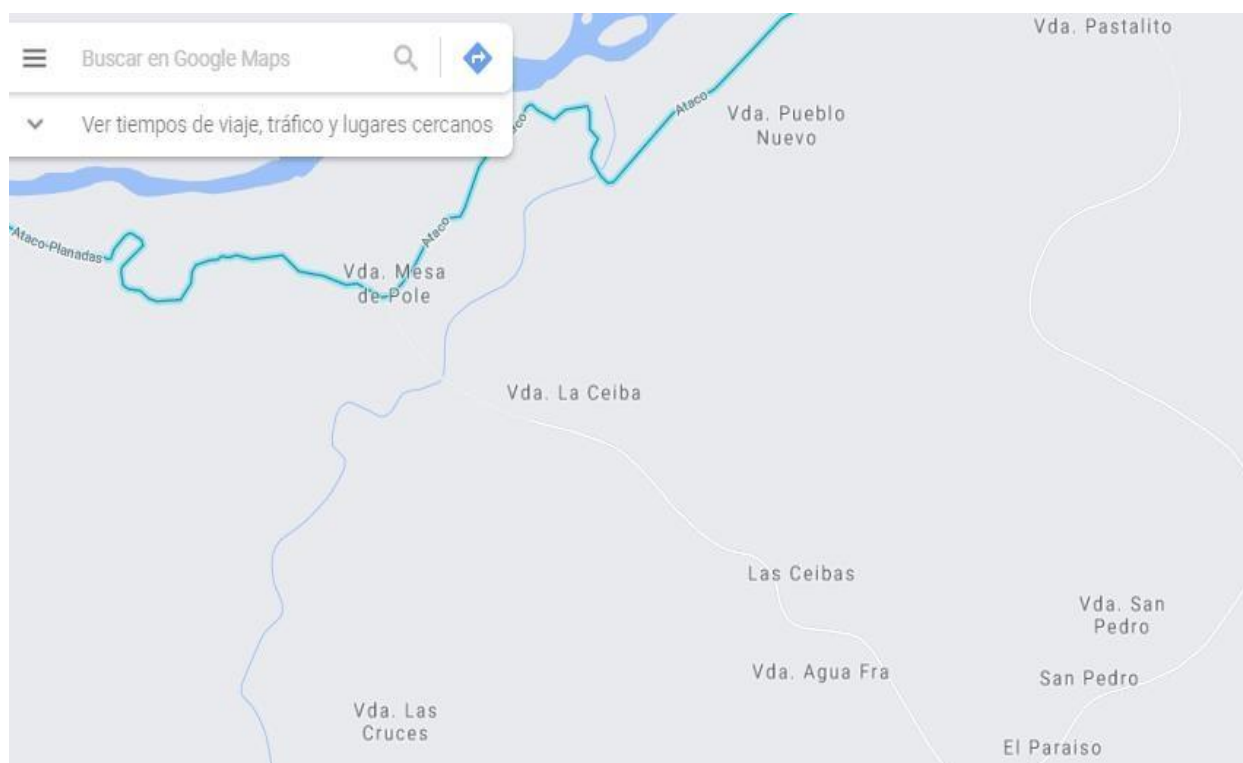 Buscar en Google Maps
Ver tiempos de viaje, tráfico y lugares cercanos
Vda. Pastalito
Ataco
Vda. Pueblo
Nuevo
Ataco
Ataco-Planadas
Vda. Mesa
de Pole
Vda. La Ceiba
Las Ceibas
Vda. San
Pedro
Vda. Agua Fra
San Pedro
Vda. Las
Cruces
El Paraiso